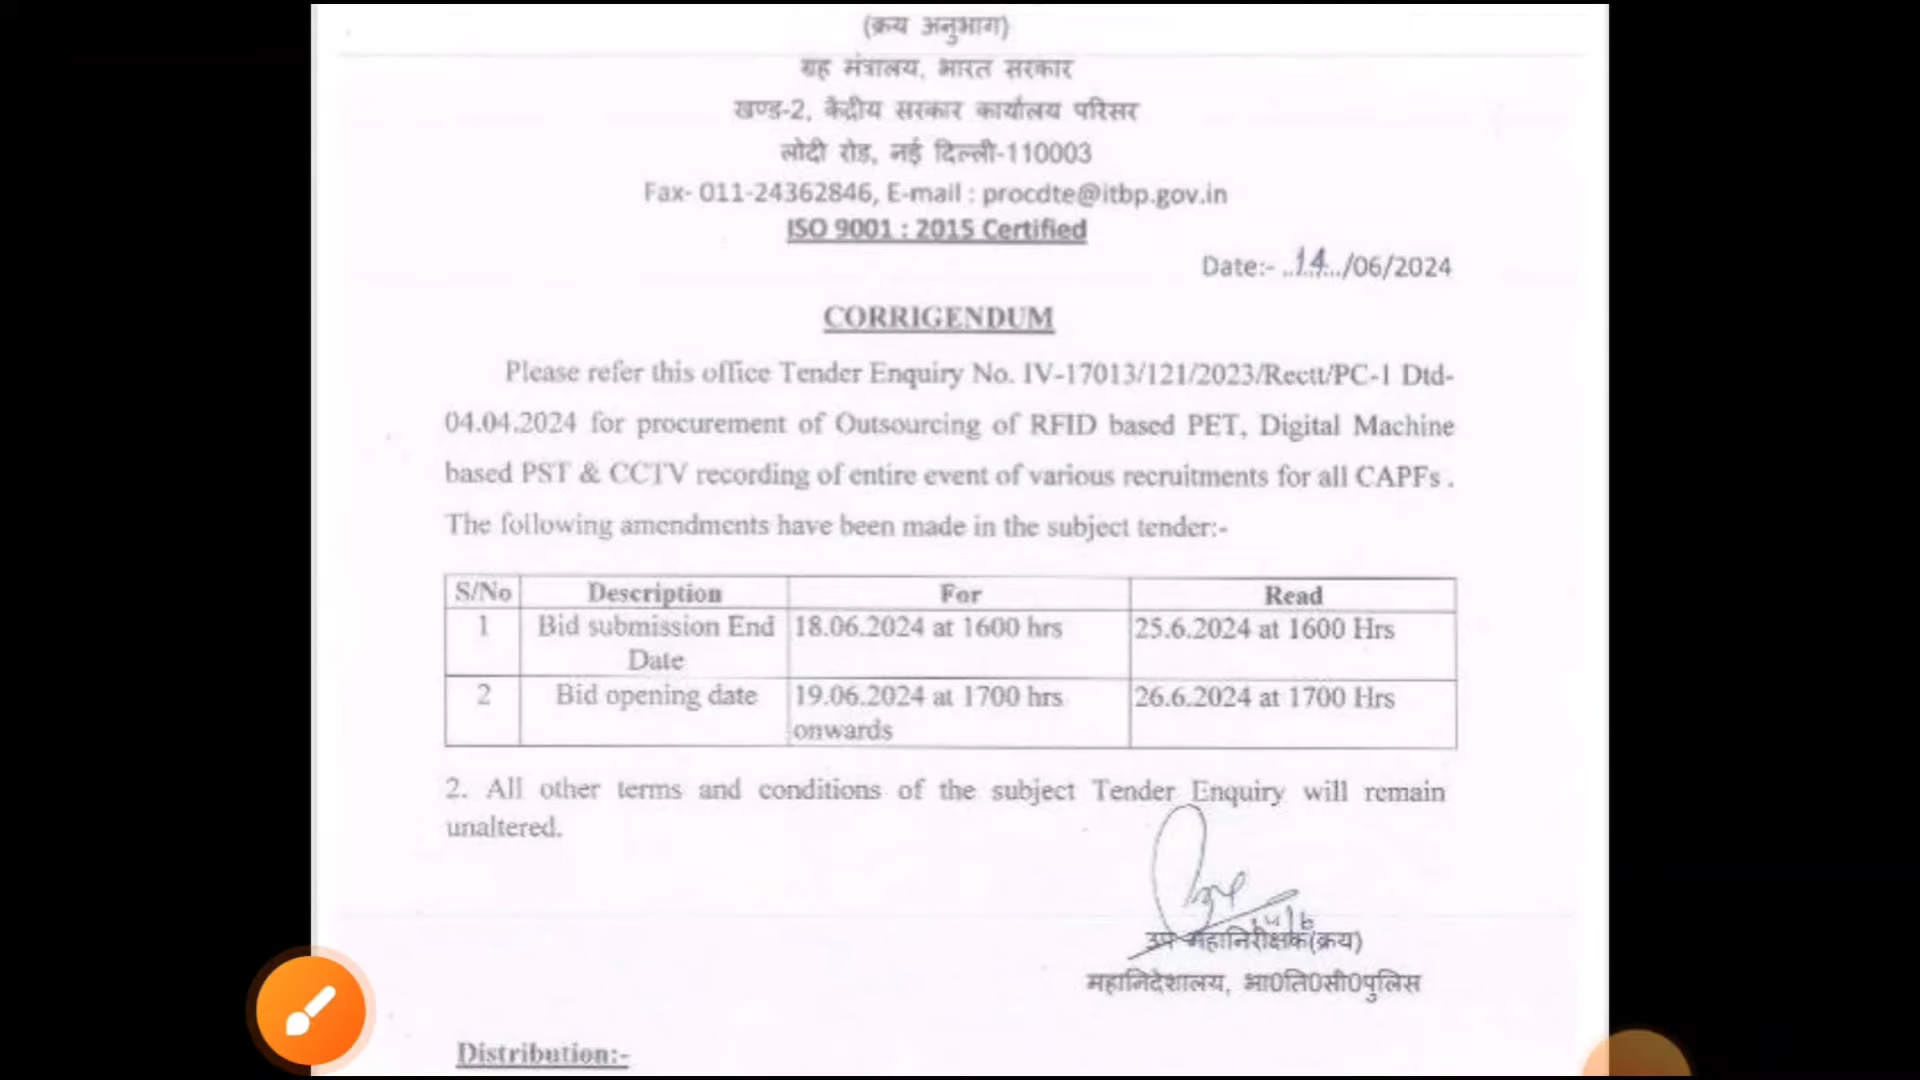 (क्रय अनुभाग)
ग्रह मंत्रालय, भारत सरकार
खण्ड-2, केंद्रीय सरकार कार्यालय परिसर
लोदी रोड, नई दिल्ली-110003
Fax- 011-24362846, E-mail : procdte@itbp.gov.in
ISO 9001 : 2015 Certified
Date:- ..14../06/2024
CORRIGENDUM
Please refer this office Tender Enquiry No. IV-17013/121/2023/Rectt/PC-1 Dtd-
04.04.2024 for procurement of Outsourcing of RFID based PET, Digital Machine
based PST & CCTV recording of entire event of various recruitments for all CAPFs .
The following amendments have been made in the subject tender:-
S/No Description For Read
1 Bid submission End 18.06.2024 at 1600 hrs 25.6.2024 at 1600 Hrs
Date
2 Bid opening date 19.06.2024 at 1700 hrs 26.6.2024 at 1700 Hrs
onwards
2. All other terms and conditions of the subject Tender Enquiry will remain
unaltered.
14/6
उप महानिरीक्षक(क्रय)
महानिदेशालय, भा0ति0सी0पुलिस
Distribution:-